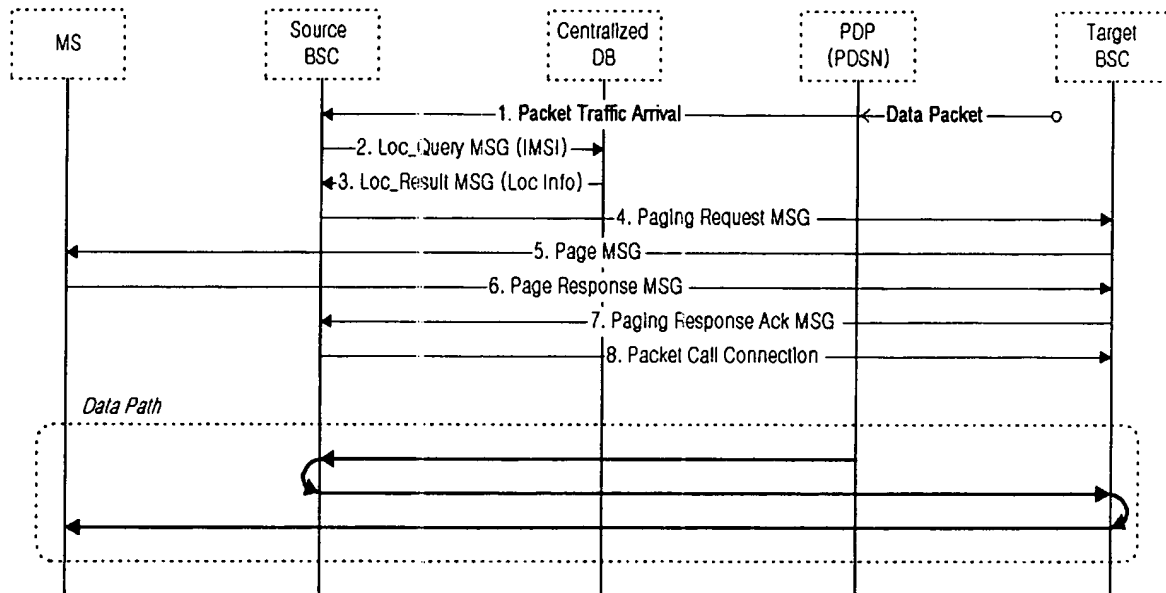 MS
Source
BSC
Centralized
DB
PDP
(PDSN)
Target
BSC
1. Packet Traffic Arrival
Data Packet
2. Loc_Query MSG (IMSI)
3. Loc_Result MSG (Loc Info)
4. Paging Request MSG
5. Page MSG
6. Page Response MSG
7. Paging Response Ack MSG
8. Packet Call Connection
Data Path